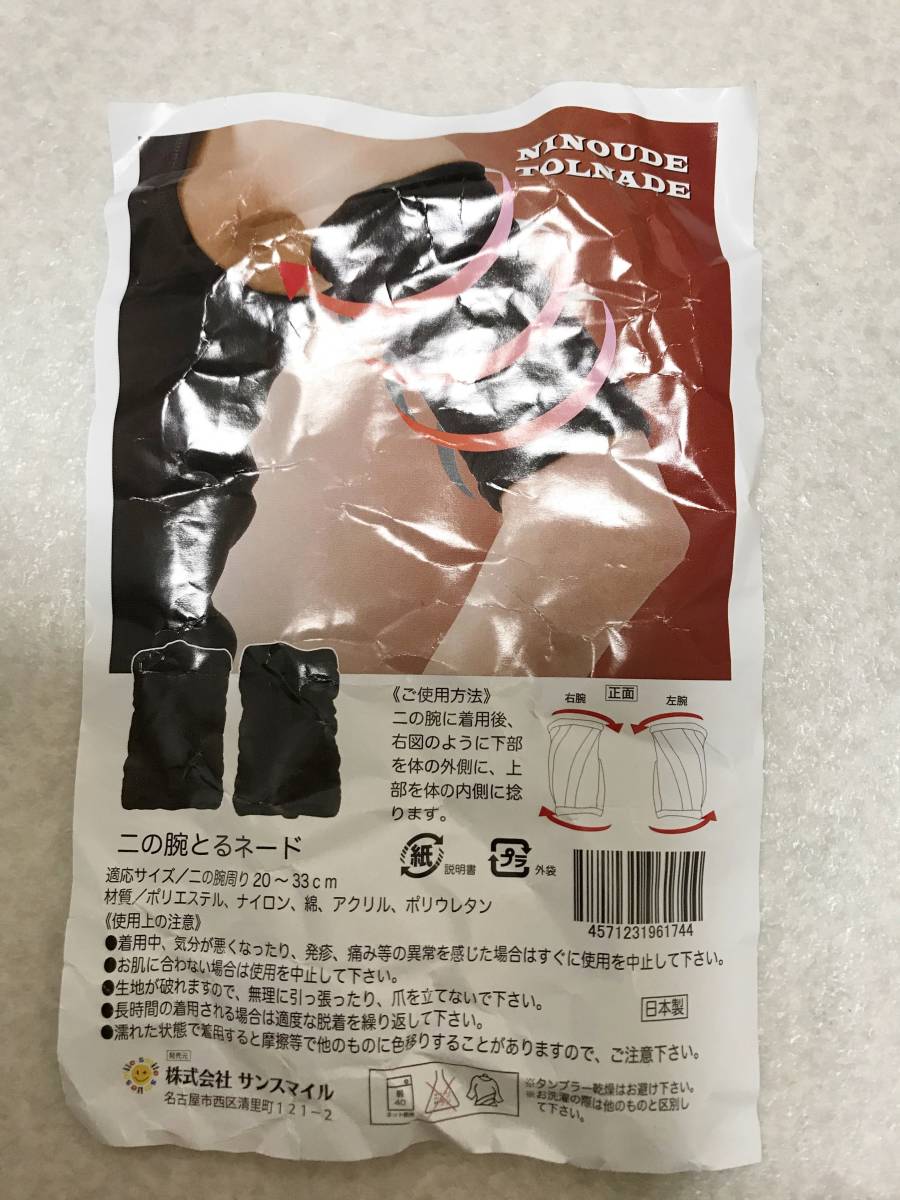 NINOUDE
TOLNADE
《ご使用方法》
二の腕に着用後、
右図のように下部
を体の外側に、上
部を体の内側に捻
ります。
右腕 正面 左腕
二の腕とるネード
紙 説明書 プラ 外袋
適応サイズ/二の腕周り20～33cm
材質/ポリエステル、ナイロン、綿、アクリル、ポリウレタン
4571231961744
《使用上の注意》
●着用中、気分が悪くなったり、発疹、痛み等の異常を感じた場合はすぐに使用を中止して下さい。
●お肌に合わない場合は使用を中止して下さい。
●生地が破れますので、無理に引っ張ったり、爪を立てないで下さい。
●長時間の着用される場合は適度な脱着を繰り返して下さい。
日本製
●濡れた状態で着用すると摩擦等で他のものに色移りすることがありますので、ご注意下さい。
発売元
株式会社 サンスマイル
名古屋市西区清里町121-2
弱
40
※タンブラー乾燥はお避け下さい。
※お洗濯の際は他のものと区別し
て下さい。